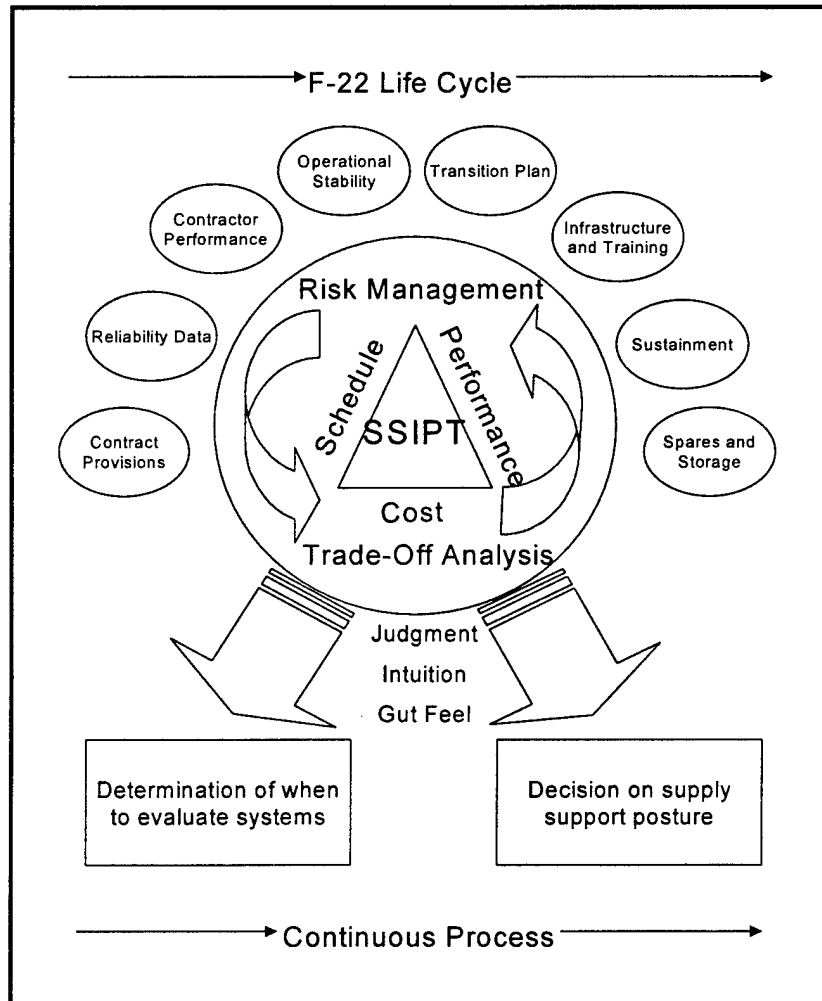 F-22 Life Cycle
Operational
Stability
Transition Plan
Contractor
Performance
Infrastructure
and Training
Reliability Data
Sustainment
Contract
Provisions
Spares and
Storage
Risk Management
Schedule
Performance
SSIPT
Cost
Trade-Off Analysis
Judgment
Intuition
Gut Feel
Determination of when
to evaluate systems
Decision on supply
support posture
Continuous Process